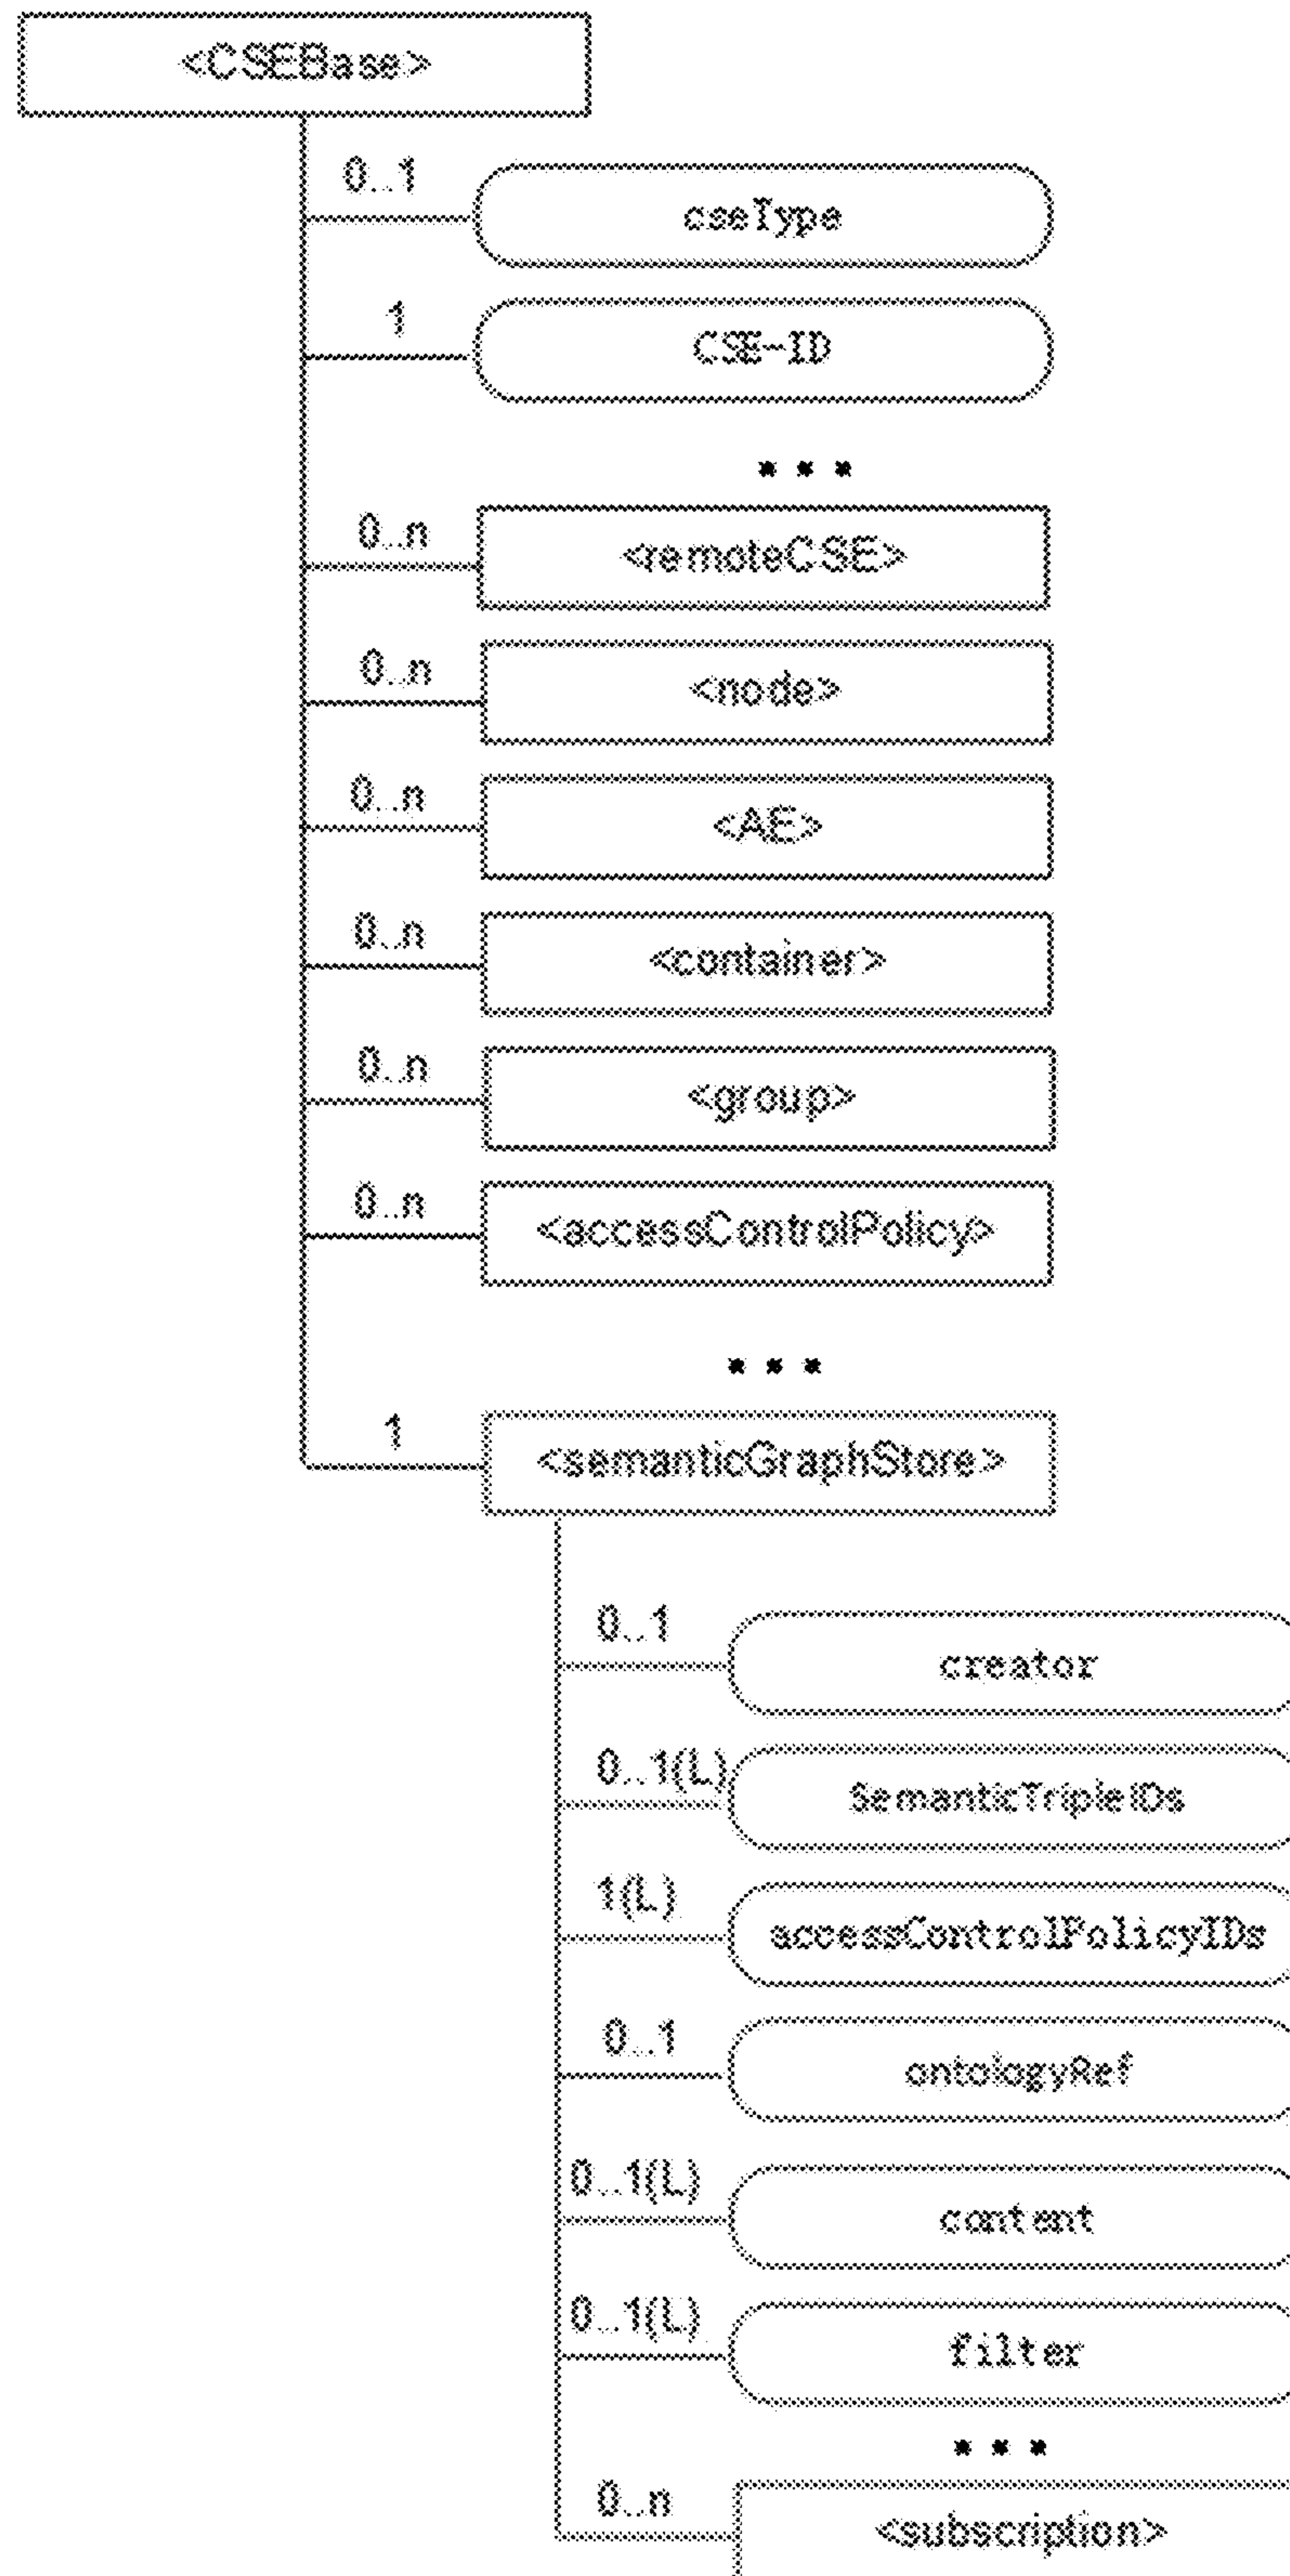 <CSEBase>
0..1
cseType
1
CSE-ID
...
0..n
<remoteCSE>
0..n
<node>
0..n
<AE>
0..n
<container>
0..n
<group>
0..n
<accessControlPolicy>
...
1
<semanticGraphStore>
0..1
creator
0..1(L)
SemanticTripleIDs
1(L)
accessControlPolicyIDs
0..1
ontologyRef
0..1(L)
content
0..1(L)
filter
...
0..n
<subscription>